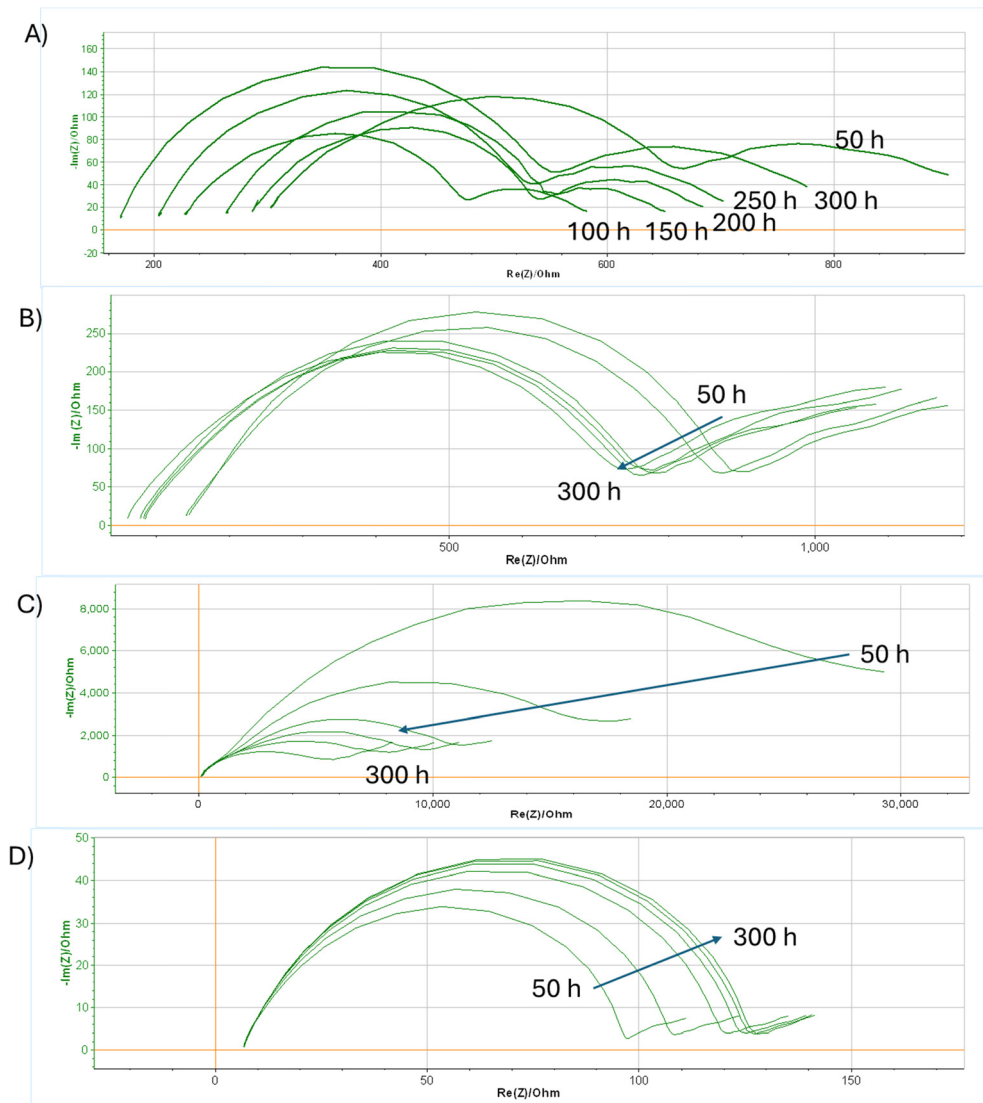 A)
160
140
120
100
80
60
40
20
0
-20
-Im(Z)/Ohm
50 h
250 h 300 h
100 h 150 h 200 h
200 400 600 800
Re(Z)/Ohm
B)
250
200
150
100
50
0
-Im (Z)/Ohm
50 h
300 h
500 1,000
Re(Z)/Ohm
C)
8,000
6,000
4,000
2,000
0
-Im(Z)/Ohm
50 h
300 h
0 10,000 20,000 30,000
Re(Z)/Ohm
D)
50
40
30
20
10
0
-Im(Z)/Ohm
300 h
50 h
0 50 100 150
Re(Z)/Ohm